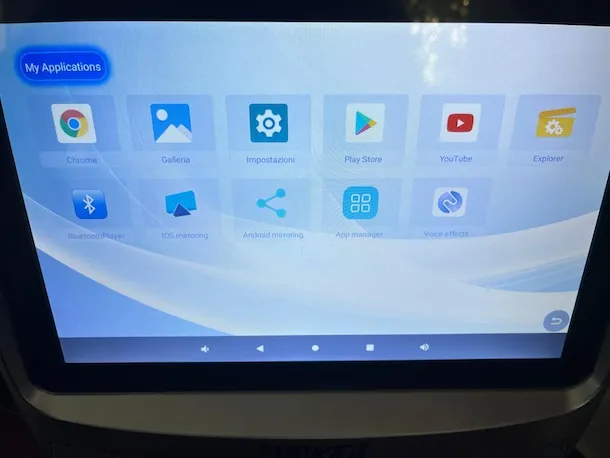 My Applications
Chrome
Galleria
Impostazioni
Play Store
YouTube
Explorer
BluetoothPlayer
IOS mirroring
Android mirroring
App manager
Voice effects